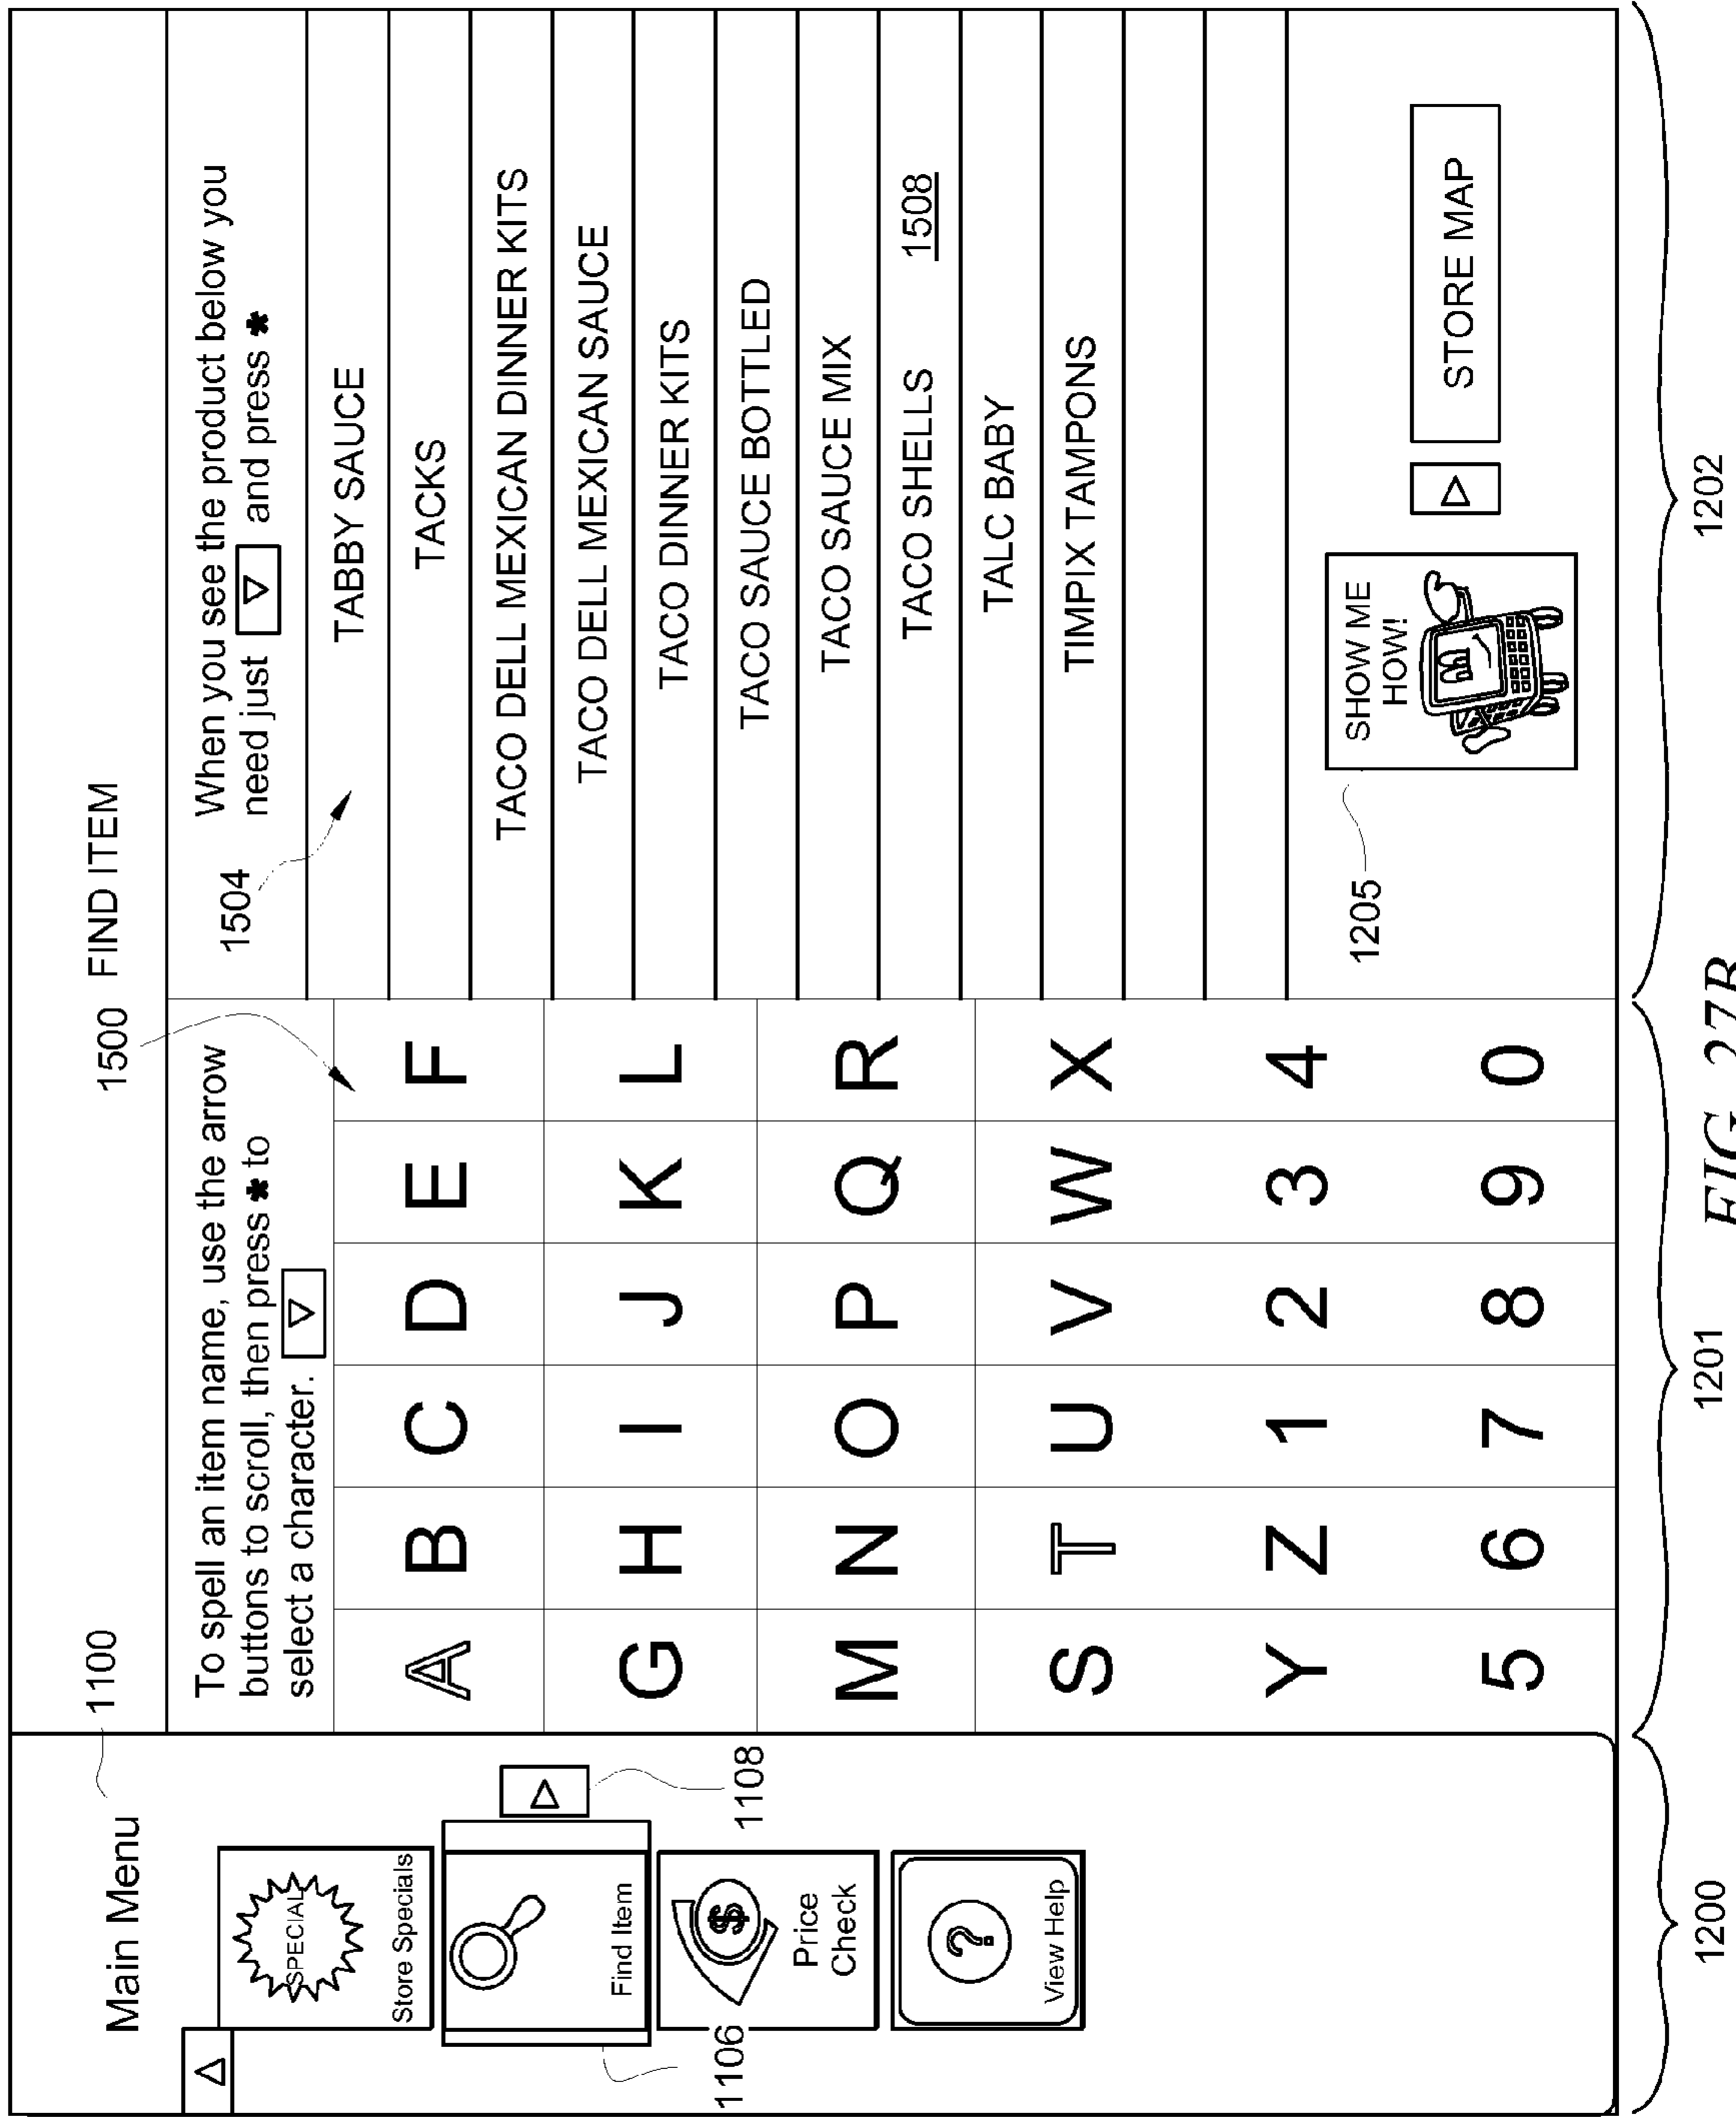 1100
1500 FIND ITEM
Main Menu
SPECIAL
Store Specials
Find Item
1108
1106
$
Price
Check
?
View Help
To spell an item name, use the arrow
buttons to scroll, then press * to
select a character.
A B C D E F
G H I J K L
M N O P Q R
S T U V W X
Y Z 1 2 3 4
5 6 7 8 9 0
When you see the product below you
need just and press *
1504
TABBY SAUCE
TACKS
TACO DELL MEXICAN DINNER KITS
TACO DELL MEXICAN SAUCE
TACO DINNER KITS
TACO SAUCE BOTTLED
TACO SAUCE MIX
TACO SHELLS 1508
TALC BABY
TIMPIX TAMPONS
1205
SHOW ME
HOW!
STORE MAP
1200 1201 1202
FIG. 27B